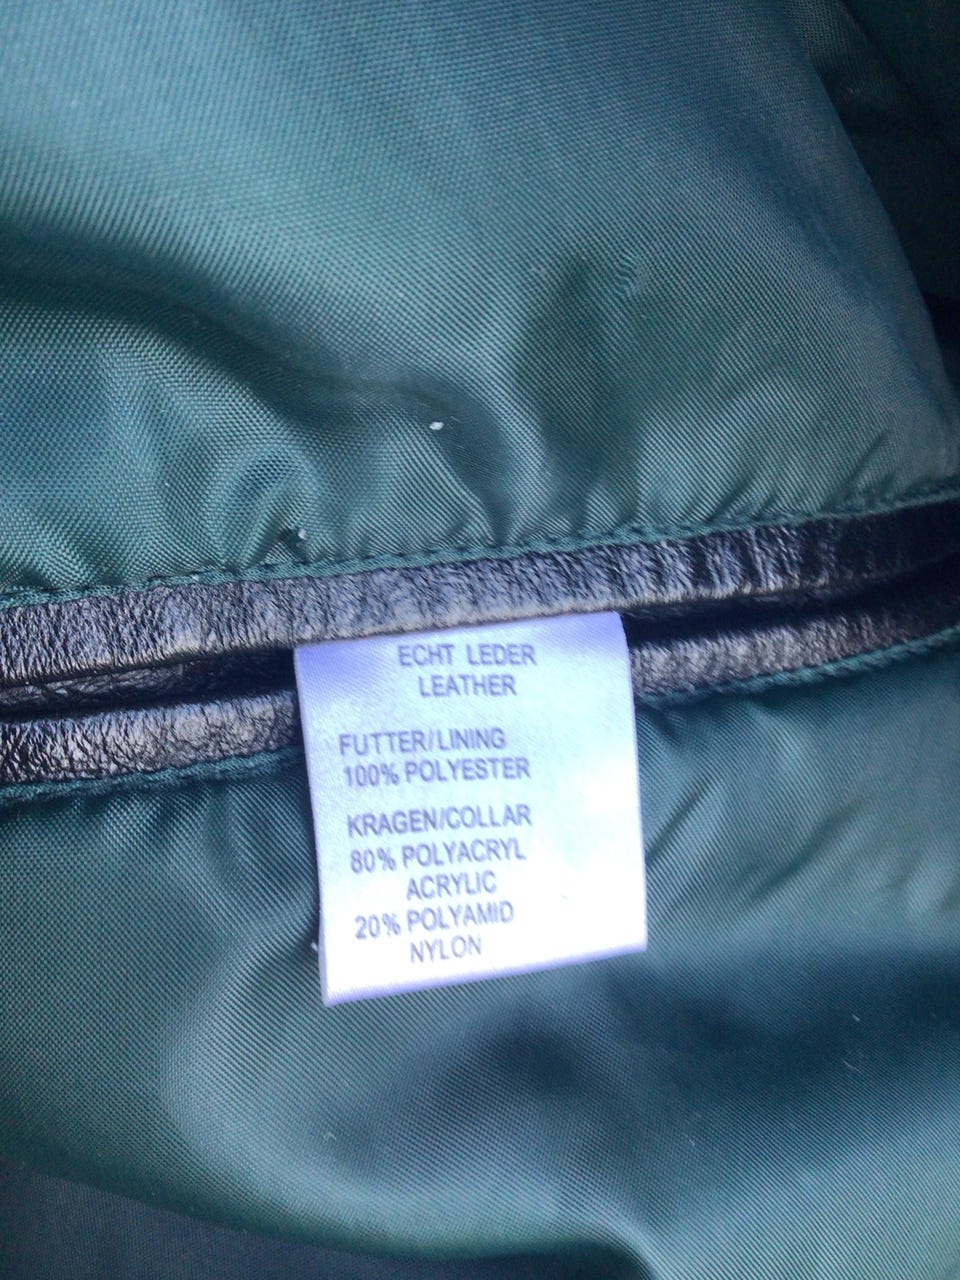 ECHT LEDER
LEATHER
FUTTER/LINING
100% POLYESTER
KRAGEN/COLLAR
80% POLYACRYL
ACRYLIC
20% POLYAMID
NYLON